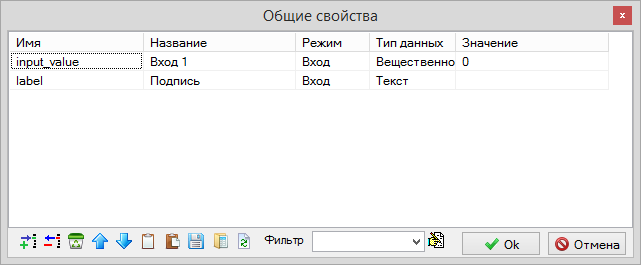 Общие свойства
Имя Название Режим Тип данных Значение
input_value Вход 1 Вход Вещественно 0
label Подпись Вход Текст
Фильтр Ok Отмена